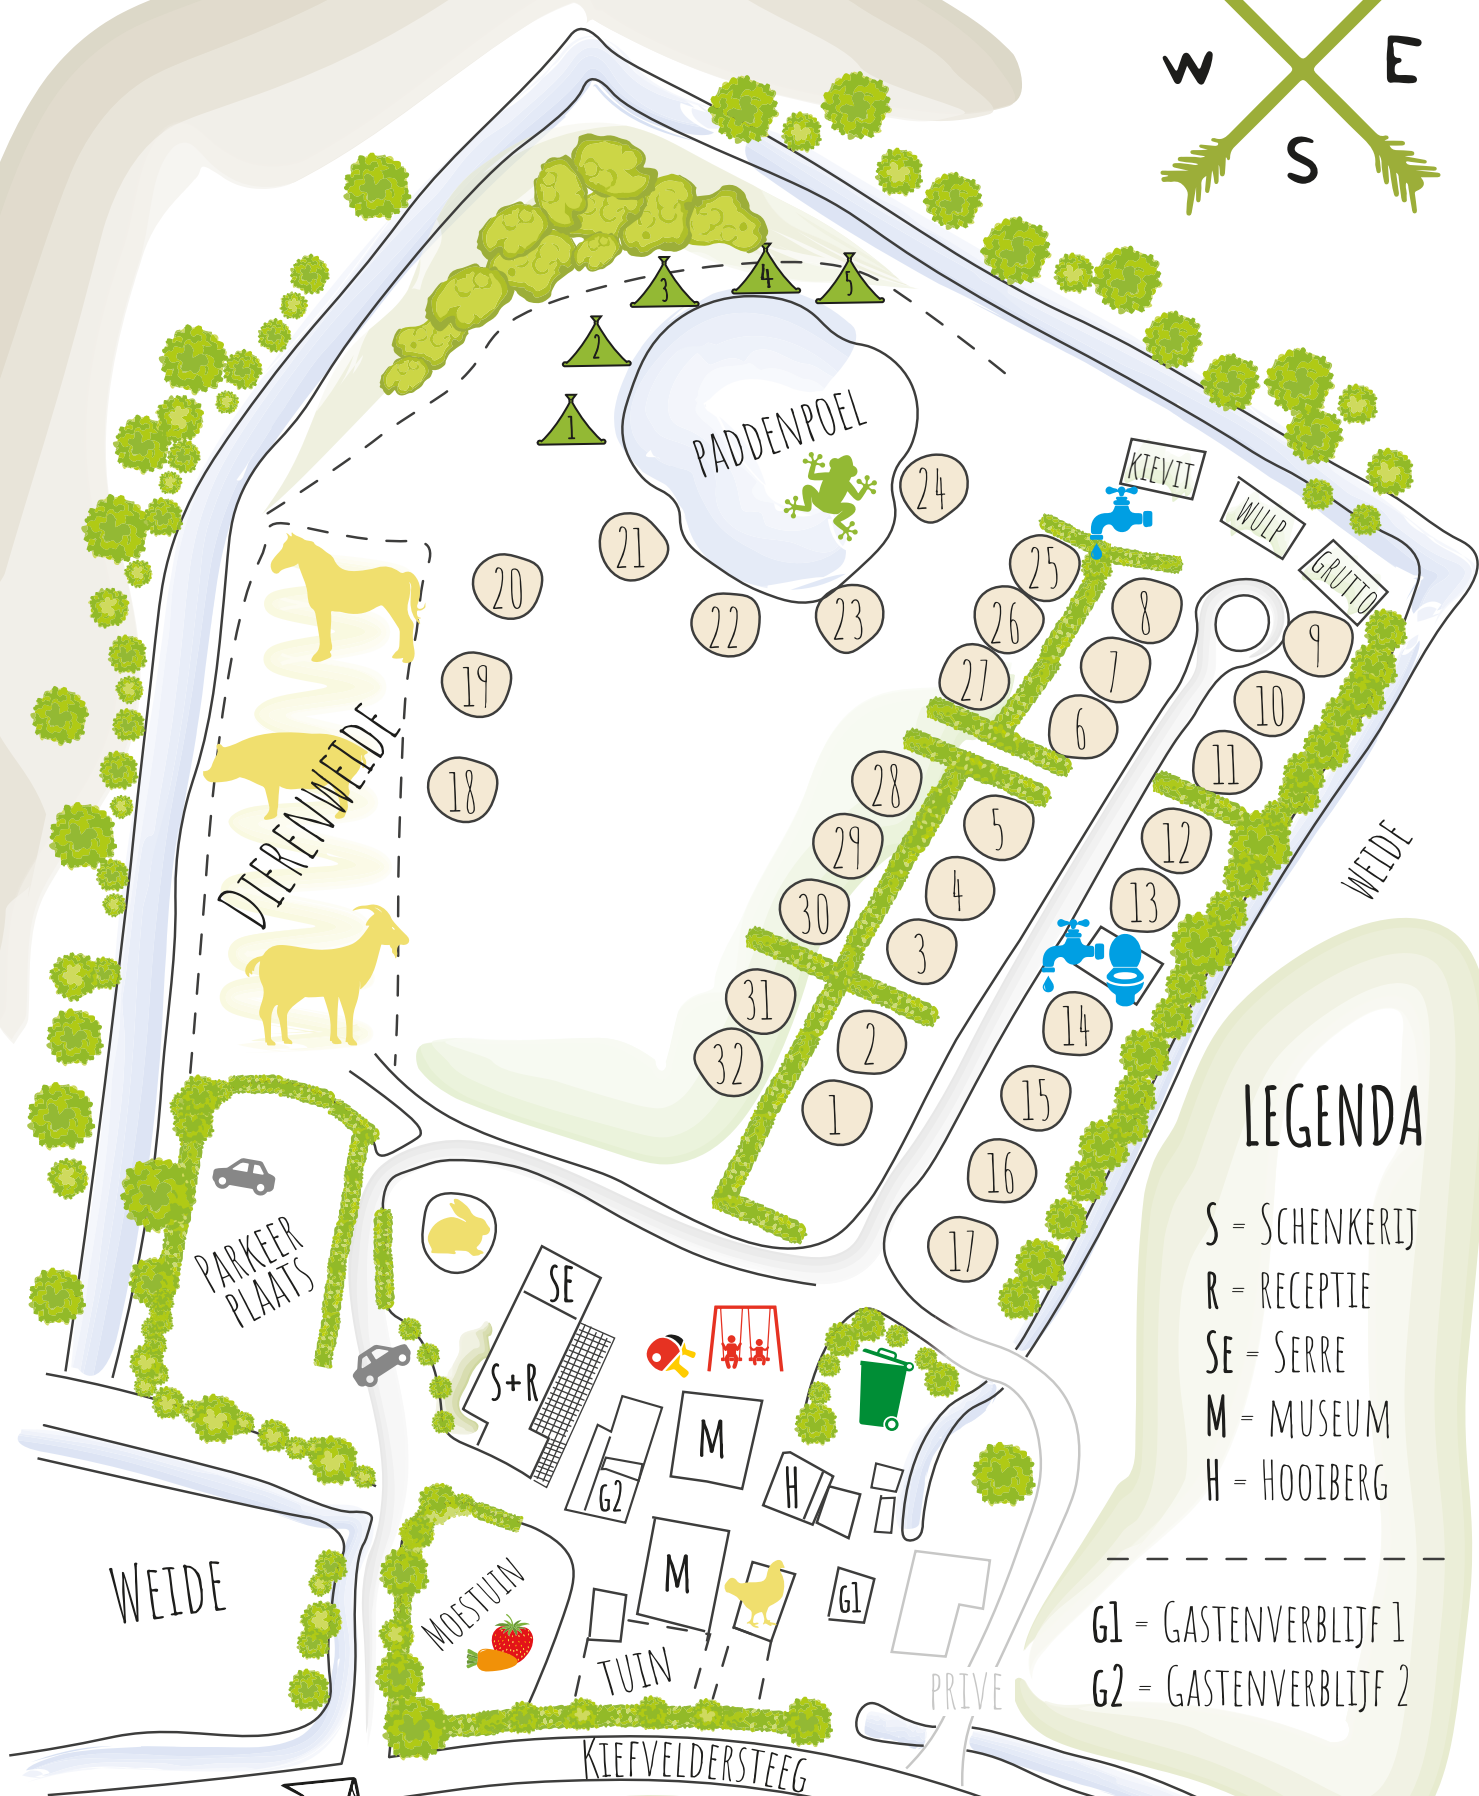 W
E
S
3
4
5
2
1
PADDENPOEL
KIEVIT
WULP
GRUTTO
24
21
20
22
23
25
26
27
8
7
6
9
10
11
19
18
28
29
30
31
32
5
4
3
2
1
12
13
14
15
16
17
DIERENWEIDE
WEIDE
PARKEER
PLAATS
SE
S+R
M
G2
H
M
G1
WEIDE
MOESTUIN
TUIN
PRIVE
KIEFVELDERSTEEG
LEGENDA
S = SCHENKERIJ
R = RECEPTIE
SE = SERRE
M = MUSEUM
H = HOOIBERG
G1 = GASTENVERBLIJF 1
G2 = GASTENVERBLIJF 2